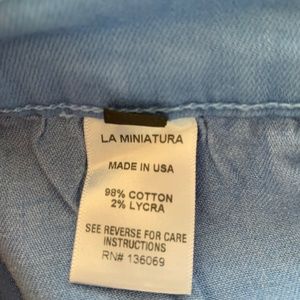 LA MINIATURA
MADE IN USA
98% COTTON
2% LYCRA
SEE REVERSE FOR CARE
INSTRUCTIONS
RN# 136069